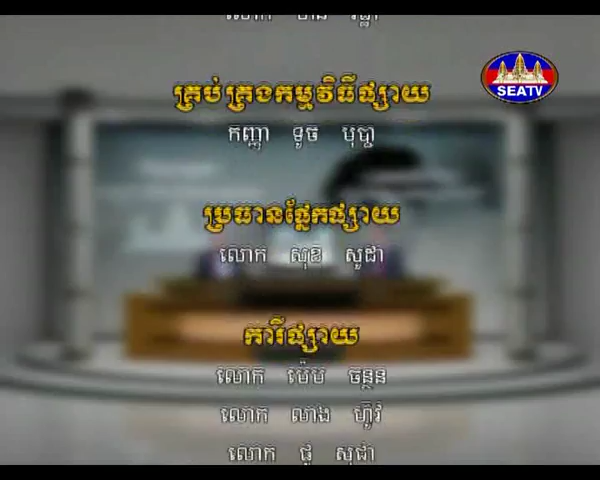 SEATV
គ្រប់គ្រងកម្មវិធីផ្សាយ
កញ្ញា ទូច បុប្ផា
ប្រធានផ្នែកផ្សាយ
លោក សុខ សូដា
ការីផ្សាយ
លោក ម៉េម ចន្ថន
លោក លាង ហ៊ួរ
លោក ផូ សុជា